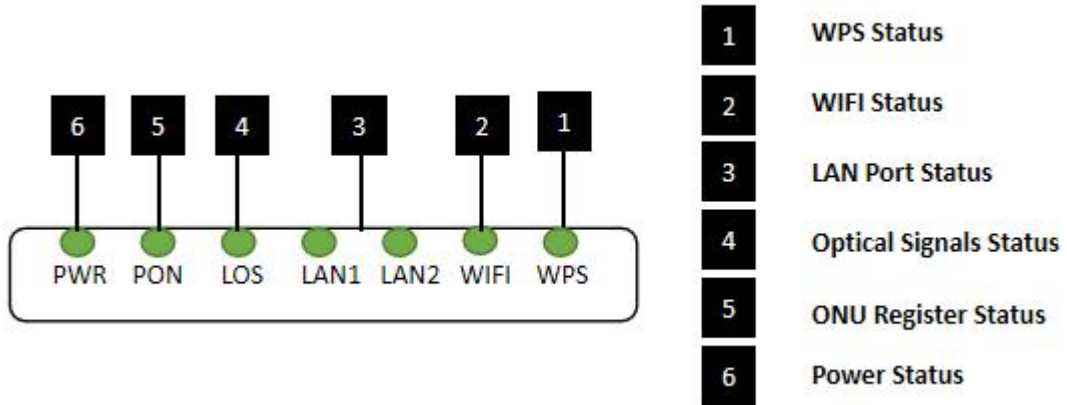 6 5 4 3 2 1
PWR PON LOS LAN1 LAN2 WIFI WPS
1 WPS Status
2 WIFI Status
3 LAN Port Status
4 Optical Signals Status
5 ONU Register Status
6 Power Status